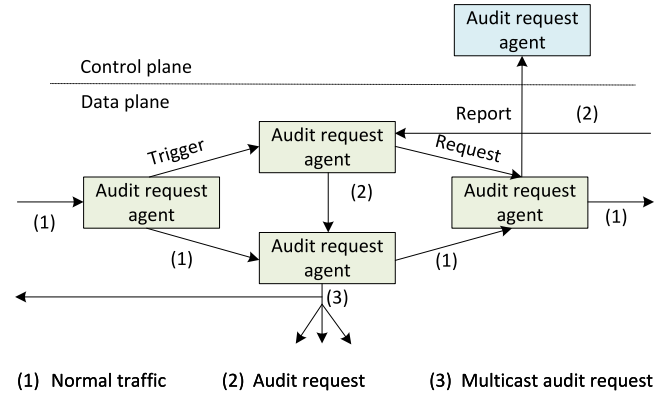 Audit request
agent
Control plane
Data plane
Report
(2)
Audit request
agent
Trigger
Request
Audit request
agent
(2)
Audit request
agent
(1)
(1)
(1)
Audit request
agent
(1)
(3)
(1) Normal traffic
(2) Audit request
(3) Multicast audit request